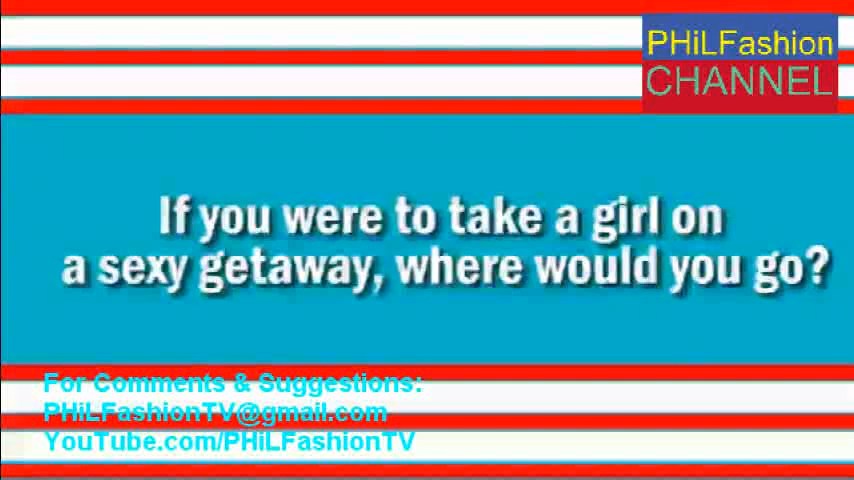 PHiLFashion
CHANNEL
If you were to take a girl on
a sexy getaway, where would you go?
For Comments & Suggestions:
PHiLFashionTV@gmail.com
YouTube.com/PHiLFashionTV